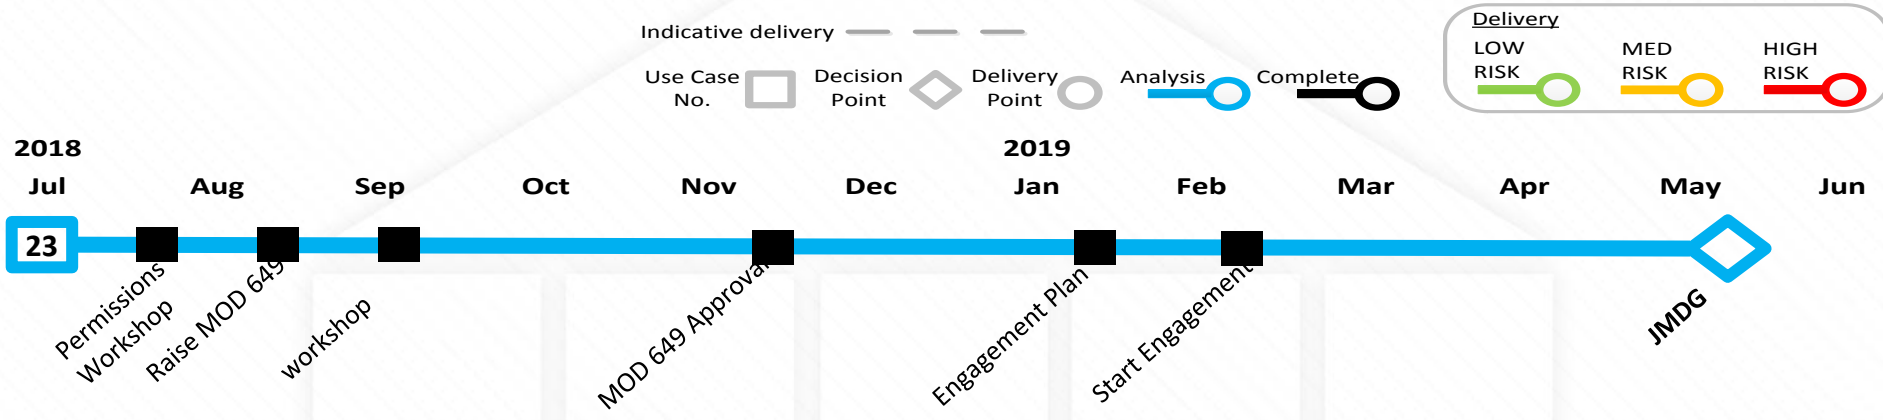 Indicative delivery
Use Case
No.
Decision
Point
Delivery
Point
Analysis
Complete
Delivery
LOW
RISK
MED
RISK
HIGH
RISK
2018
2019
Jul
Aug
Sep
Oct
Nov
Dec
Jan
Feb
Mar
Apr
May
Jun
23
Permissions
Workshop
Raise MOD 649
workshop
MOD 649 Approval
Engagement Plan
Start Engagement
JMDG